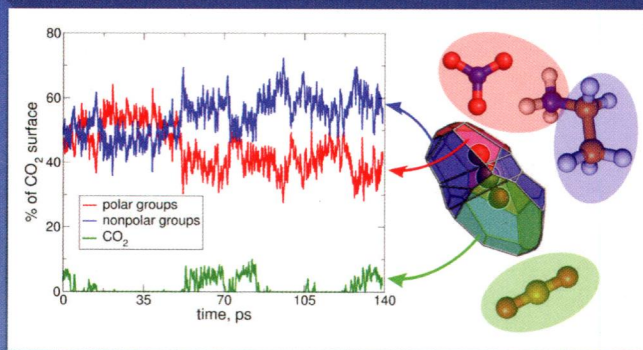 80
60
40
20
0
% of CO₂ surface
polar groups
nonpolar groups
CO₂
0 35 70 105 140
time, ps